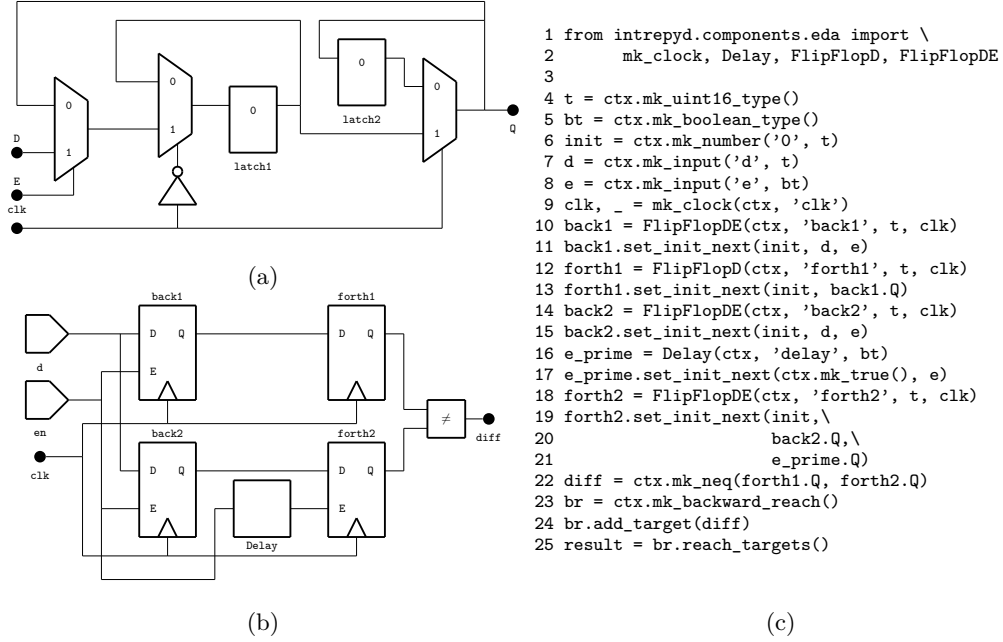 0
1
D
E
clk
0
1
0
latch1
0
latch2
0
1
Q
(a)
back1
forth1
D
Q
E
D
Q
d
en
clk
back2
forth2
D
Q
E
Delay
D
Q
E
≠
diff
(b)
1 from intrepyd.components.eda import \
2 mk_clock, Delay, FlipFlopD, FlipFlopDE
3
4 t = ctx.mk_uint16_type()
5 bt = ctx.mk_boolean_type()
6 init = ctx.mk_number('0', t)
7 d = ctx.mk_input('d', t)
8 e = ctx.mk_input('e', bt)
9 clk, _ = mk_clock(ctx, 'clk')
10 back1 = FlipFlopDE(ctx, 'back1', t, clk)
11 back1.set_init_next(init, d, e)
12 forth1 = FlipFlopD(ctx, 'forth1', t, clk)
13 forth1.set_init_next(init, back1.Q)
14 back2 = FlipFlopDE(ctx, 'back2', t, clk)
15 back2.set_init_next(init, d, e)
16 e_prime = Delay(ctx, 'delay', bt)
17 e_prime.set_init_next(ctx.mk_true(), e)
18 forth2 = FlipFlopDE(ctx, 'forth2', t, clk)
19 forth2.set_init_next(init,\
20 back2.Q,\
21 e_prime.Q)
22 diff = ctx.mk_neq(forth1.Q, forth2.Q)
23 br = ctx.mk_backward_reach()
24 br.add_target(diff)
25 result = br.reach_targets()
(c)